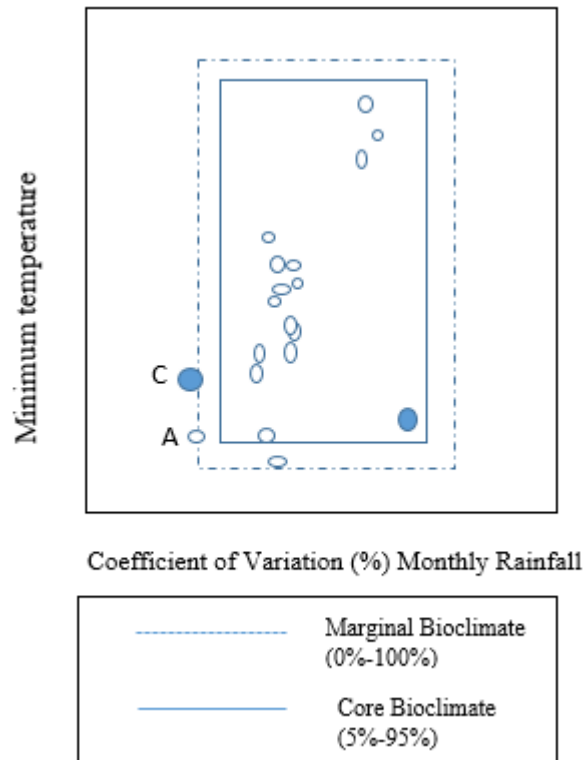 Minimum temperature
C
A
Coefficient of Variation (%) Monthly Rainfall
Marginal Bioclimate
(0%-100%)
Core Bioclimate
(5%-95%)